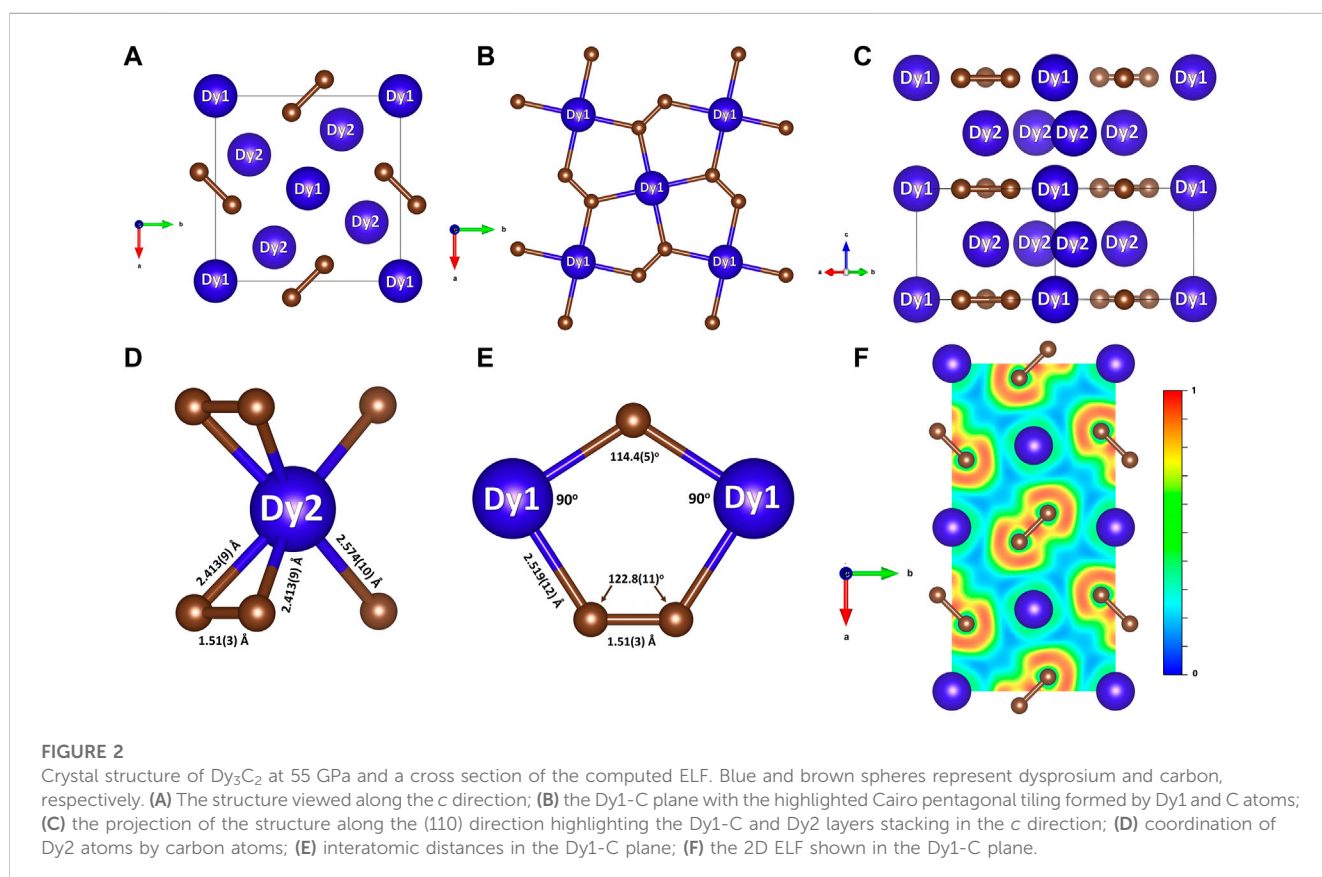 A
B
C
Dy1
Dy1
Dy2
Dy2
Dy1
Dy2
Dy2
Dy1
Dy1
b
a
Dy1
Dy1
Dy1
Dy1
Dy1
b
a
Dy1
Dy1
Dy1
Dy2
Dy2
Dy2
Dy2
Dy1
Dy1
Dy1
Dy2
Dy2
Dy2
Dy2
Dy1
Dy1
Dy1
c
a
b
D
E
F
Dy2
2.413(9) Å
2.413(9) Å
2.574(10) Å
1.51(3) Å
114.4(5)º
Dy1
90º
90º
Dy1
2.519(12) Å
122.8(11)º
1.51(3) Å
b
a
1
0
FIGURE 2
Crystal structure of Dy₃C₂ at 55 GPa and a cross section of the computed ELF. Blue and brown spheres represent dysprosium and carbon,
respectively. (A) The structure viewed along the c direction; (B) the Dy1-C plane with the highlighted Cairo pentagonal tiling formed by Dy1 and C atoms;
(C) the projection of the structure along the (110) direction highlighting the Dy1-C and Dy2 layers stacking in the c direction; (D) coordination of
Dy2 atoms by carbon atoms; (E) interatomic distances in the Dy1-C plane; (F) the 2D ELF shown in the Dy1-C plane.